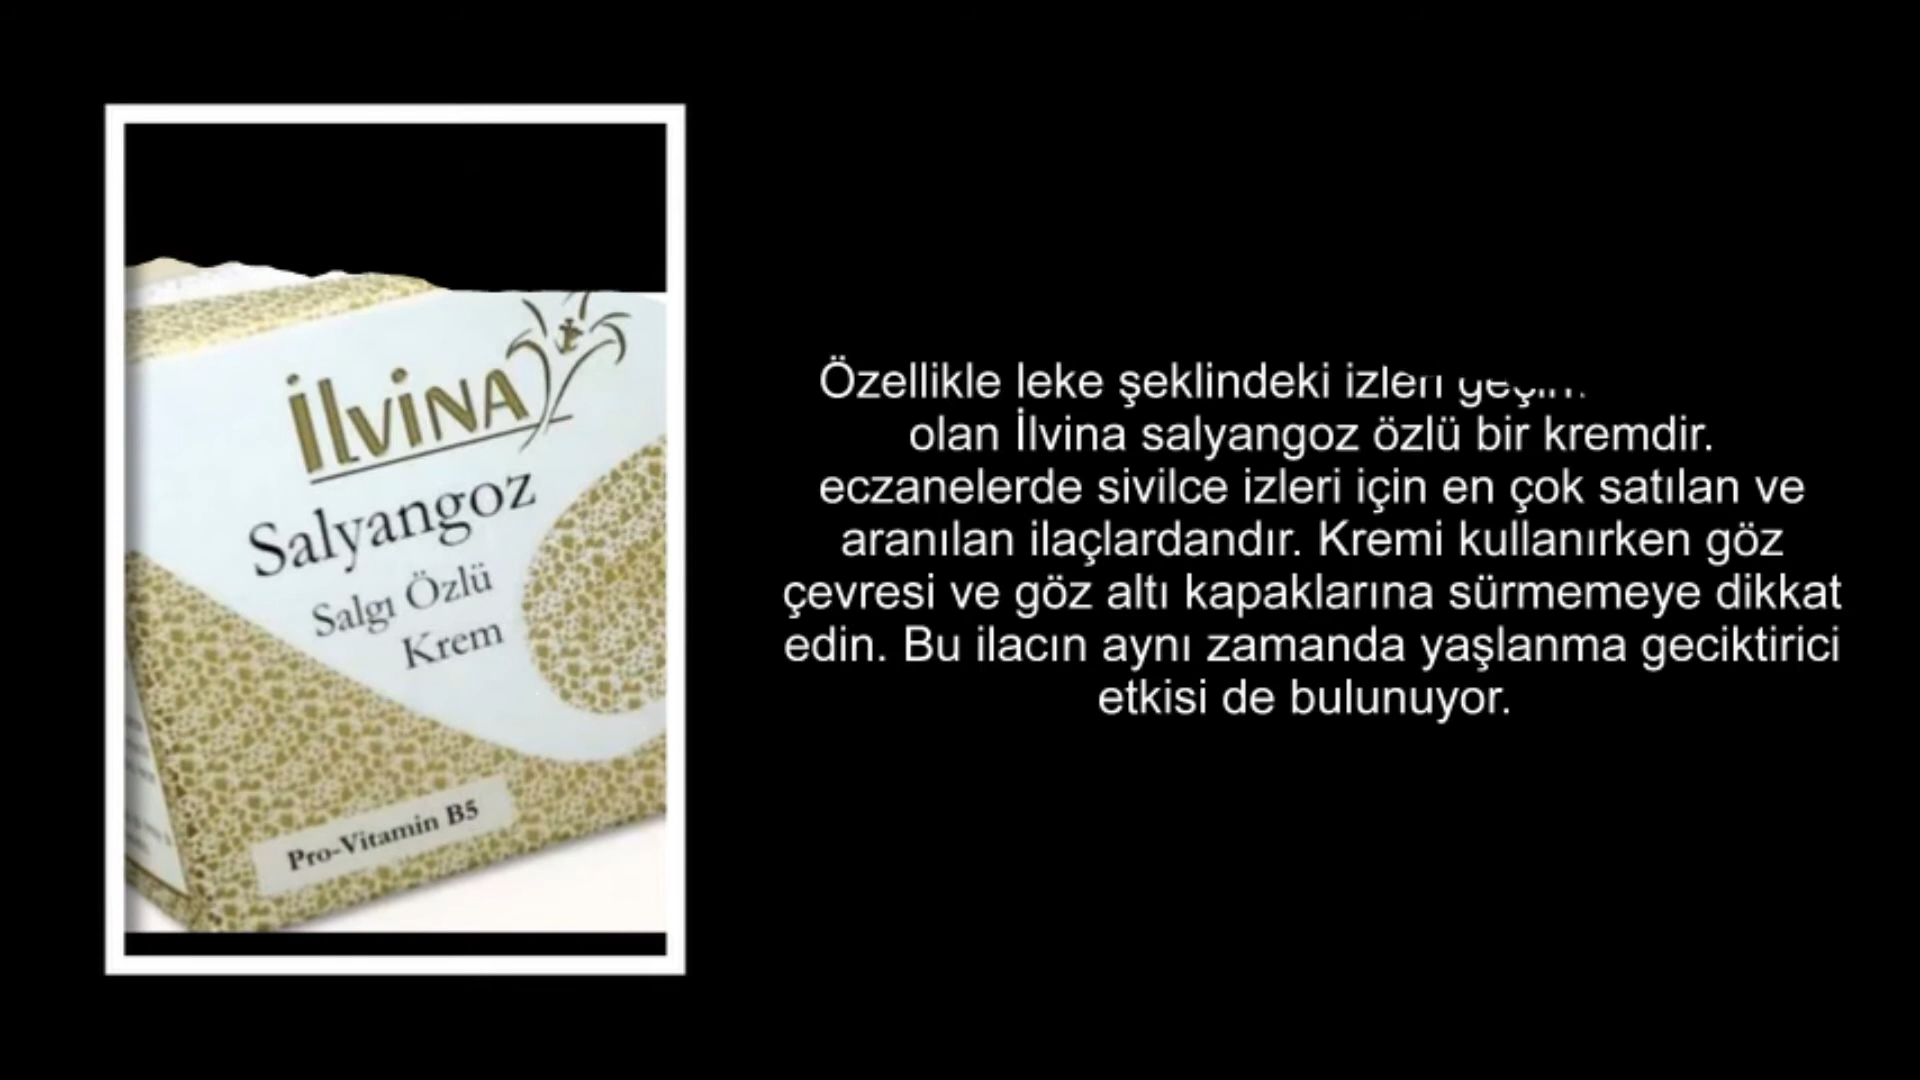 İlvina
Salyangoz
Salgı Özlü
Krem
Pro-Vitamin B5
Özellikle leke şeklindeki izleri
olan İlvina salyangoz özlü bir kremdir.
eczanelerde sivilce izleri için en çok satılan ve
aranılan ilaçlardandır. Kremi kullanırken göz
çevresi ve göz altı kapaklarına sürmemeye dikkat
edin. Bu ilacın aynı zamanda yaşlanma geciktirici
etkisi de bulunuyor.